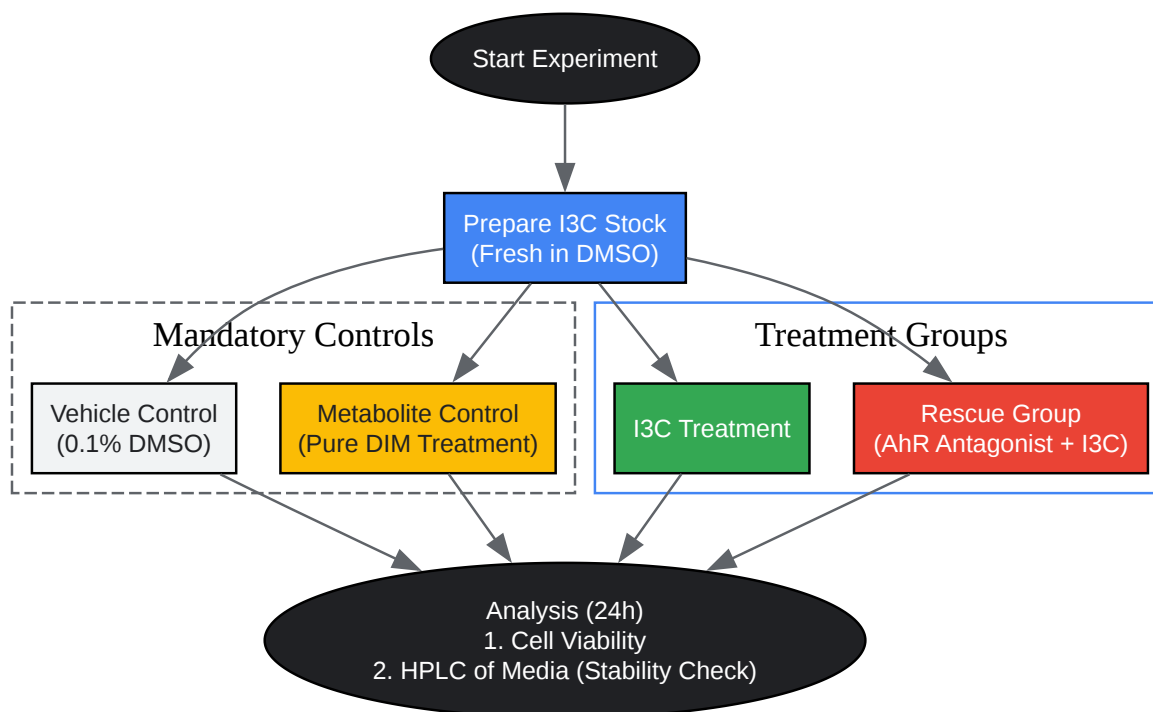 Start Experiment
Prepare I3C Stock
(Fresh in DMSO)
Mandatory Controls
Treatment Groups
Vehicle Control
(0.1% DMSO)
Metabolite Control
(Pure DIM Treatment)
I3C Treatment
Rescue Group
(AhR Antagonist + I3C)
Analysis (24h)
1. Cell Viability
2. HPLC of Media (Stability Check)